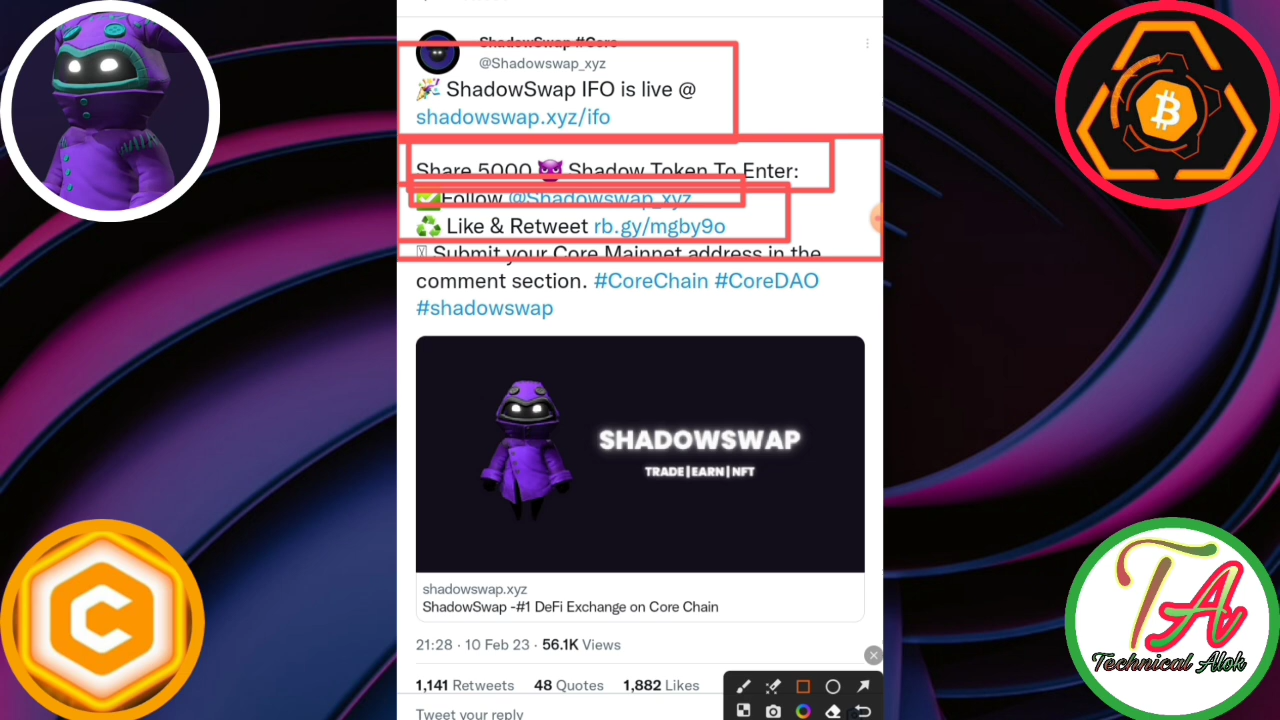 ShadowSwap #Core
@Shadowswap_xyz
🎉 ShadowSwap IFO is live @
shadowswap.xyz/ifo
Share 5000 😈 Shadow Token To Enter:
✅Follow @Shadowswap_xyz
♻️ Like & Retweet rb.gy/mgby9o
Submit your Core Mainnet address in the
comment section. #CoreChain #CoreDAO
#shadowswap
SHADOWSWAP
TRADE|EARN|NFT
shadowswap.xyz
ShadowSwap -#1 DeFi Exchange on Core Chain
21:28 · 10 Feb 23 · 56.1K Views
1,141 Retweets 48 Quotes 1,882 Likes
Tweet your reply
TA
Technical Alok